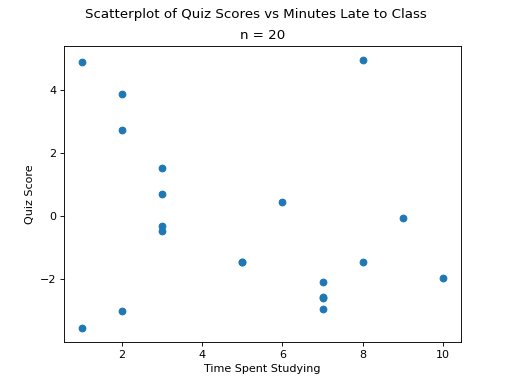 Scatterplot of Quiz Scores vs Minutes Late to Class
n = 20
4
2
0
−2
Quiz Score
2 4 6 8 10
Time Spent Studying